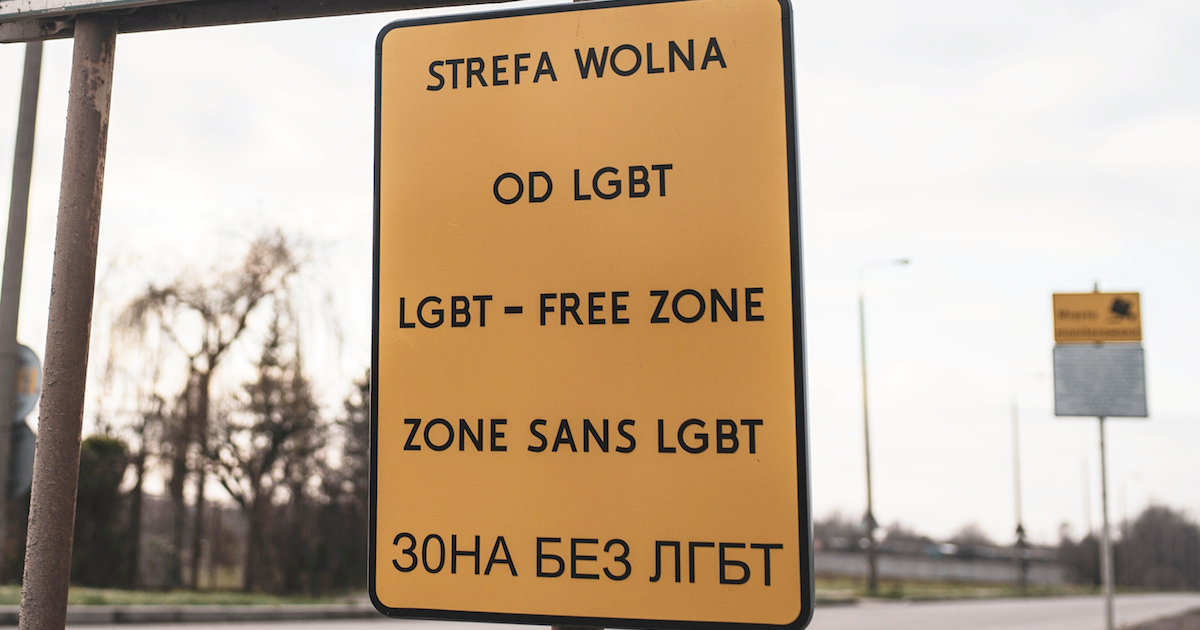 STREFA WOLNA
OD LGBT
LGBT - FREE ZONE
ZONE SANS LGBT
ЗОНА БЕЗ ЛГБТ